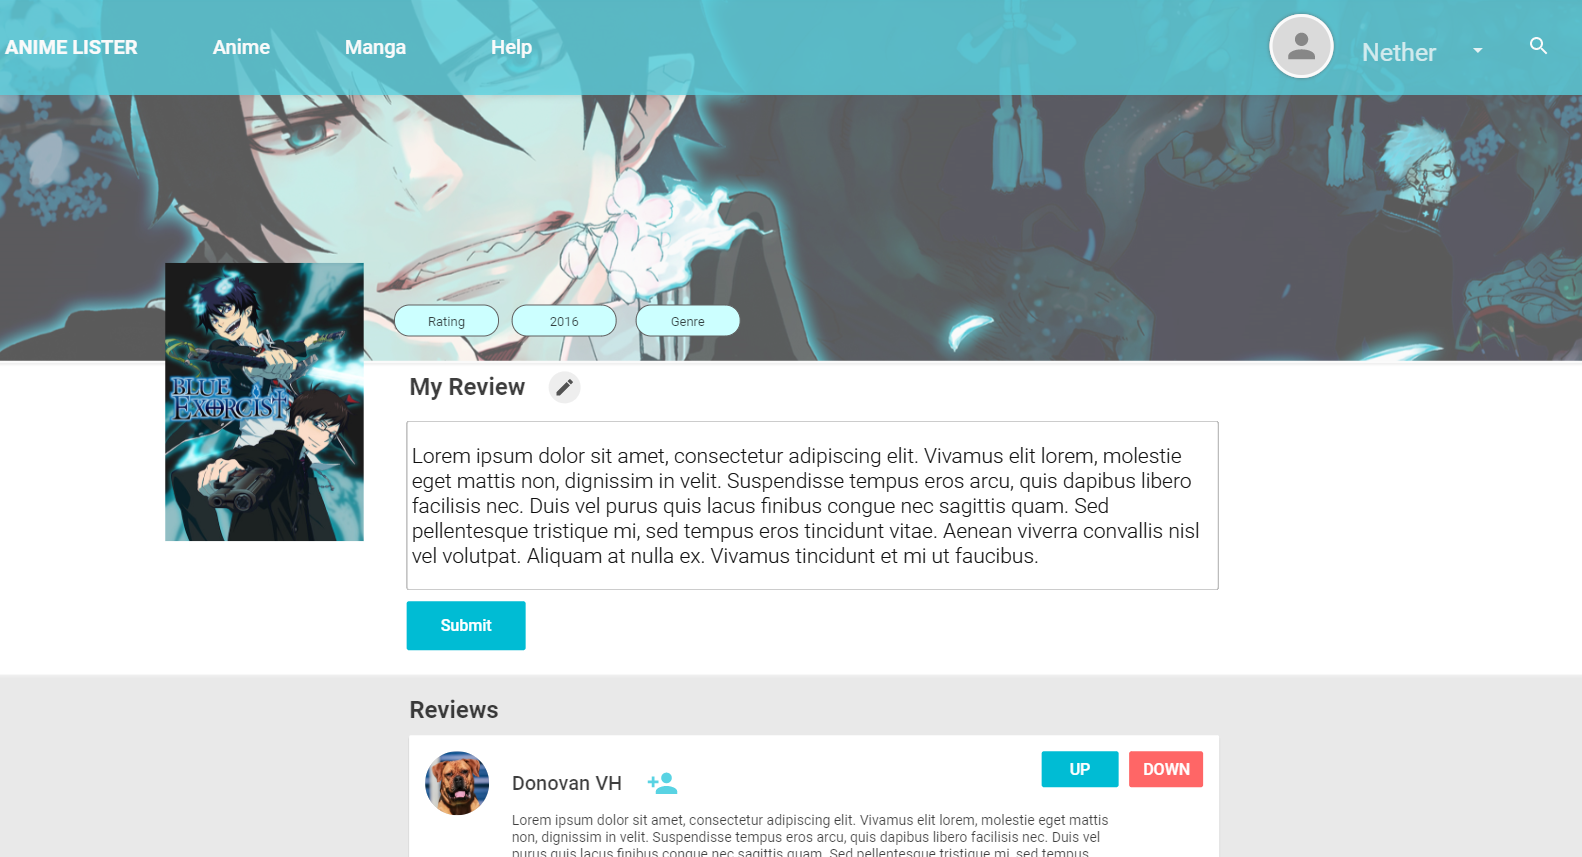 ANIME LISTER Anime Manga Help Nether
Rating 2016 Genre
BLUE
EXORCIST
My Review
Lorem ipsum dolor sit amet, consectetur adipiscing elit. Vivamus elit lorem, molestie
eget mattis non, dignissim in velit. Suspendisse tempus eros arcu, quis dapibus libero
facilisis nec. Duis vel purus quis lacus finibus congue nec sagittis quam. Sed
pellentesque tristique mi, sed tempus eros tincidunt vitae. Aenean viverra convallis nisl
vel volutpat. Aliquam at nulla ex. Vivamus tincidunt et mi ut faucibus.
Submit
Reviews
Donovan VH UP DOWN
Lorem ipsum dolor sit amet, consectetur adipiscing elit. Vivamus elit lorem, molestie eget mattis
non, dignissim in velit. Suspendisse tempus eros arcu, quis dapibus libero facilisis nec. Duis vel
purus quis lacus finibus congue nec sagittis quam. Sed pellentesque tristique mi, sed tempus